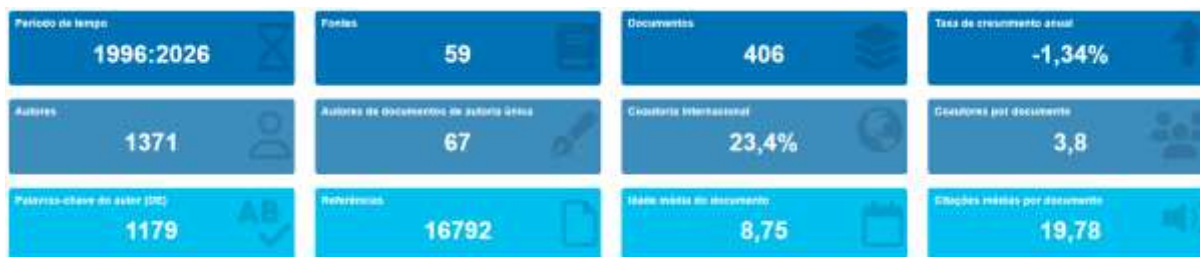 Período de tempo
1996:2026
Fontes
59
Documentos
406
Taxa de crescimento anual
-1,34%
Autores
1371
Autores de documentos de autoria única
67
Coautoria internacional
23,4%
Coautores por documento
3,8
Palavras-chave do autor (DE)
1179
Referências
16792
Idade média do documento
8,75
Citações médias por documento
19,78
AB